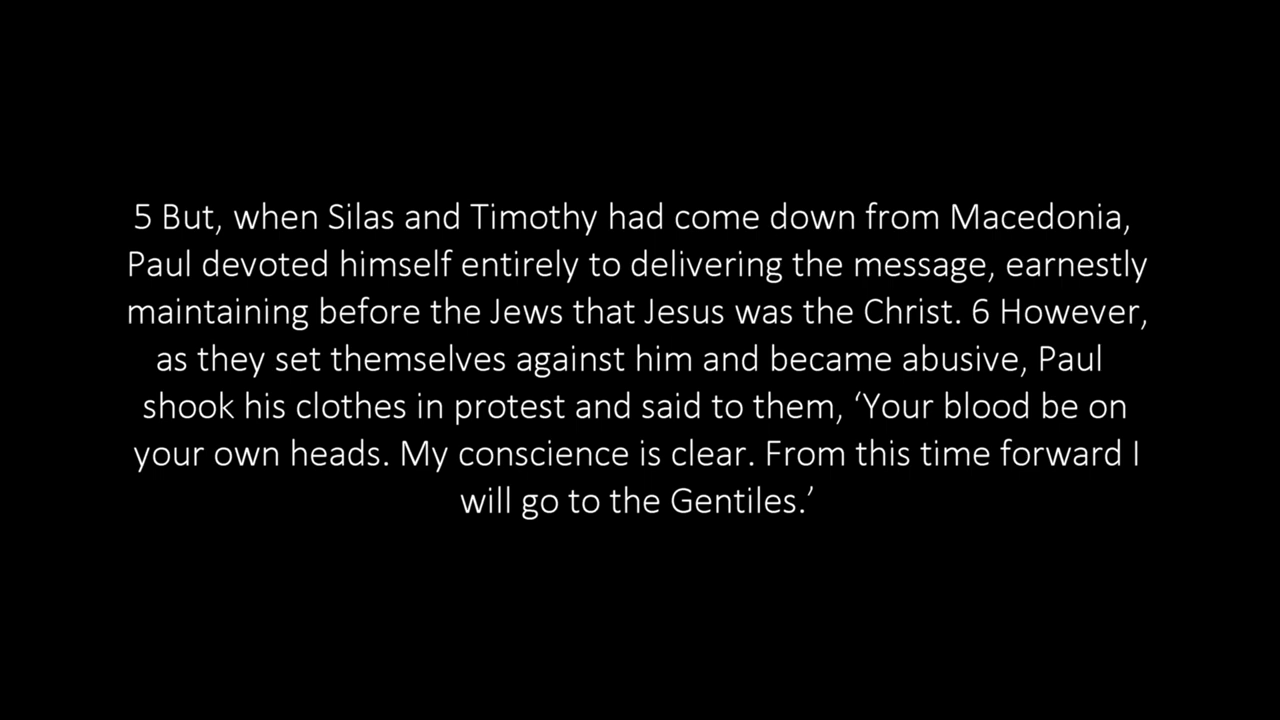 5 But, when Silas and Timothy had come down from Macedonia,
Paul devoted himself entirely to delivering the message, earnestly
maintaining before the Jews that Jesus was the Christ. 6 However,
as they set themselves against him and became abusive, Paul
shook his clothes in protest and said to them, ‘Your blood be on
your own heads. My conscience is clear. From this time forward I
will go to the Gentiles.’